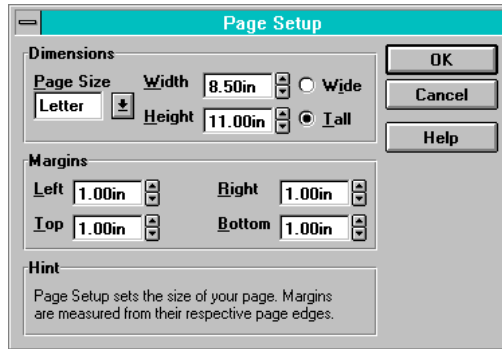 Page Setup
Dimensions
Page Size
Letter
Width 8.50in Wide
Height 11.00in Tall
OK
Cancel
Help
Margins
Left 1.00in Right 1.00in
Top 1.00in Bottom 1.00in
Hint
Page Setup sets the size of your page. Margins
are measured from their respective page edges.